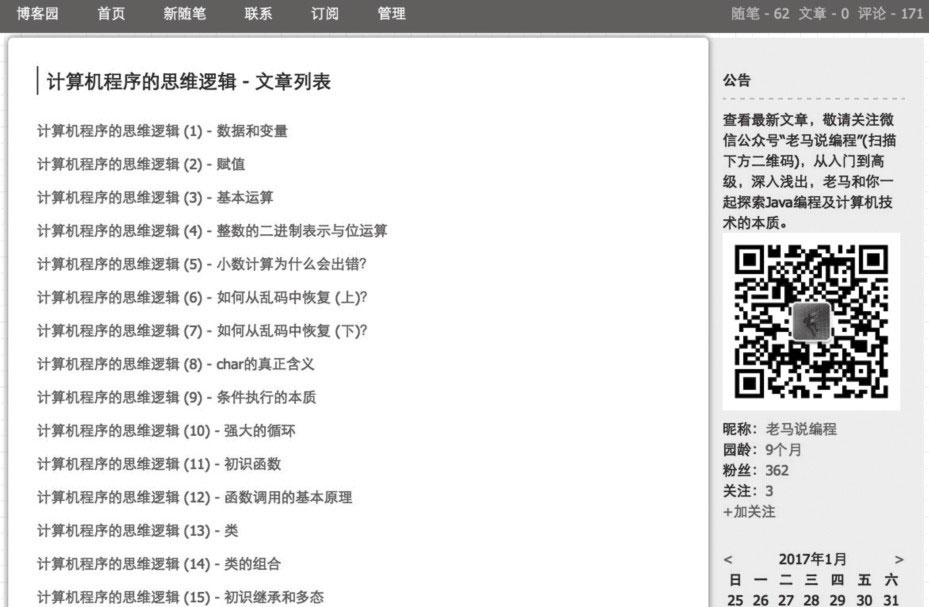 博客园 首页 新随笔 联系 订阅 管理 随笔 - 62 文章 - 0 评论 - 171
计算机程序的思维逻辑 - 文章列表
计算机程序的思维逻辑 (1) - 数据和变量
计算机程序的思维逻辑 (2) - 赋值
计算机程序的思维逻辑 (3) - 基本运算
计算机程序的思维逻辑 (4) - 整数的二进制表示与位运算
计算机程序的思维逻辑 (5) - 小数计算为什么会出错?
计算机程序的思维逻辑 (6) - 如何从乱码中恢复 (上)?
计算机程序的思维逻辑 (7) - 如何从乱码中恢复 (下)?
计算机程序的思维逻辑 (8) - char的真正含义
计算机程序的思维逻辑 (9) - 条件执行的本质
计算机程序的思维逻辑 (10) - 强大的循环
计算机程序的思维逻辑 (11) - 初识函数
计算机程序的思维逻辑 (12) - 函数调用的基本原理
计算机程序的思维逻辑 (13) - 类
计算机程序的思维逻辑 (14) - 类的组合
计算机程序的思维逻辑 (15) - 初识继承和多态
公告
查看最新文章，敬请关注微
信公众号“老马说编程”(扫描
下方二维码)，从入门到高
级，深入浅出，老马和你一
起探索Java编程及计算机技
术的本质。
昵称：老马说编程
园龄：9个月
粉丝：362
关注：3
+加关注
< 2017年1月 >
日 一 二 三 四 五 六
25 26 27 28 29 30 31